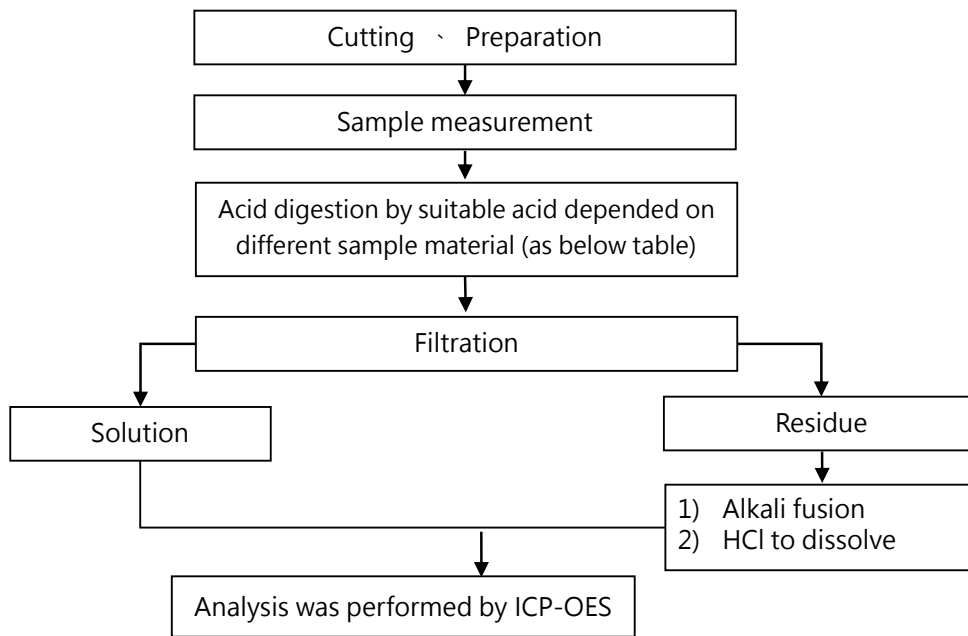 Cutting 、 Preparation
Sample measurement
Acid digestion by suitable acid depended on
different sample material (as below table)
Filtration
Solution
Residue
1) Alkali fusion
2) HCl to dissolve
Analysis was performed by ICP-OES